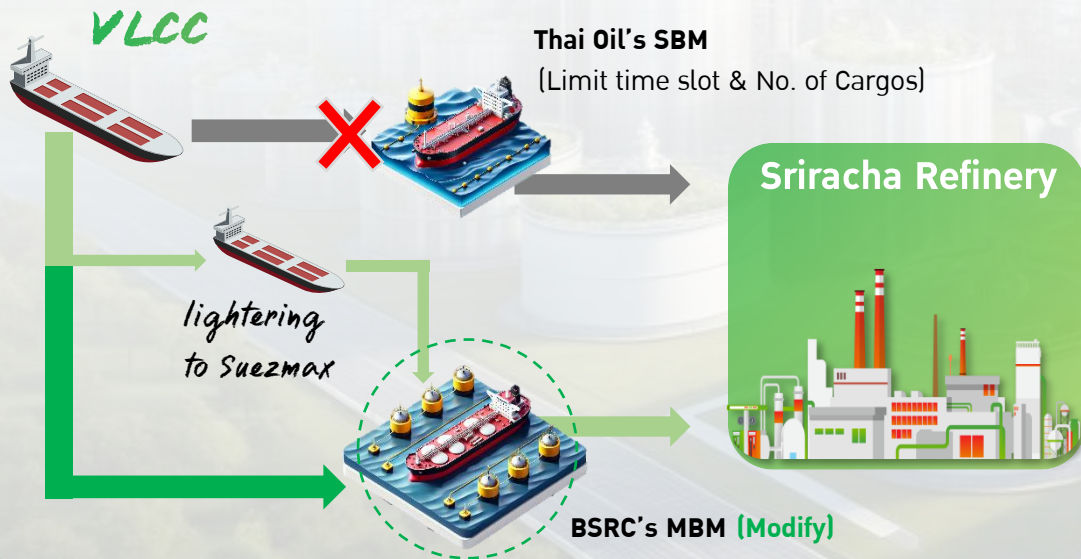 VLCC
Thai Oil's SBM
(Limit time slot & No. of Cargos)
Sriracha Refinery
lightering
to Suezmax
BSRC's MBM (Modify)